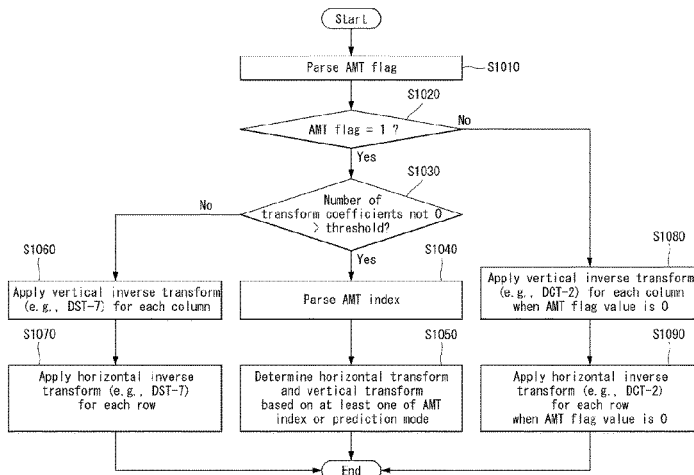 Start
Parse AMT flag
S1010
S1020
AMT flag = 1 ?
No
Yes
S1030
Number of
transform coefficients not 0
> threshold?
No
Yes
S1060
Apply vertical inverse transform
(e.g., DST-7) for each column
S1040
Parse AMT index
S1080
Apply vertical inverse transform
(e.g., DCT-2) for each column
when AMT flag value is 0
S1070
Apply horizontal inverse
transform (e.g., DST-7)
for each row
S1050
Determine horizontal transform
and vertical transform
based on at least one of AMT
index or prediction mode
S1090
Apply horizontal inverse
transform (e.g., DCT-2)
for each row
when AMT flag value is 0
End